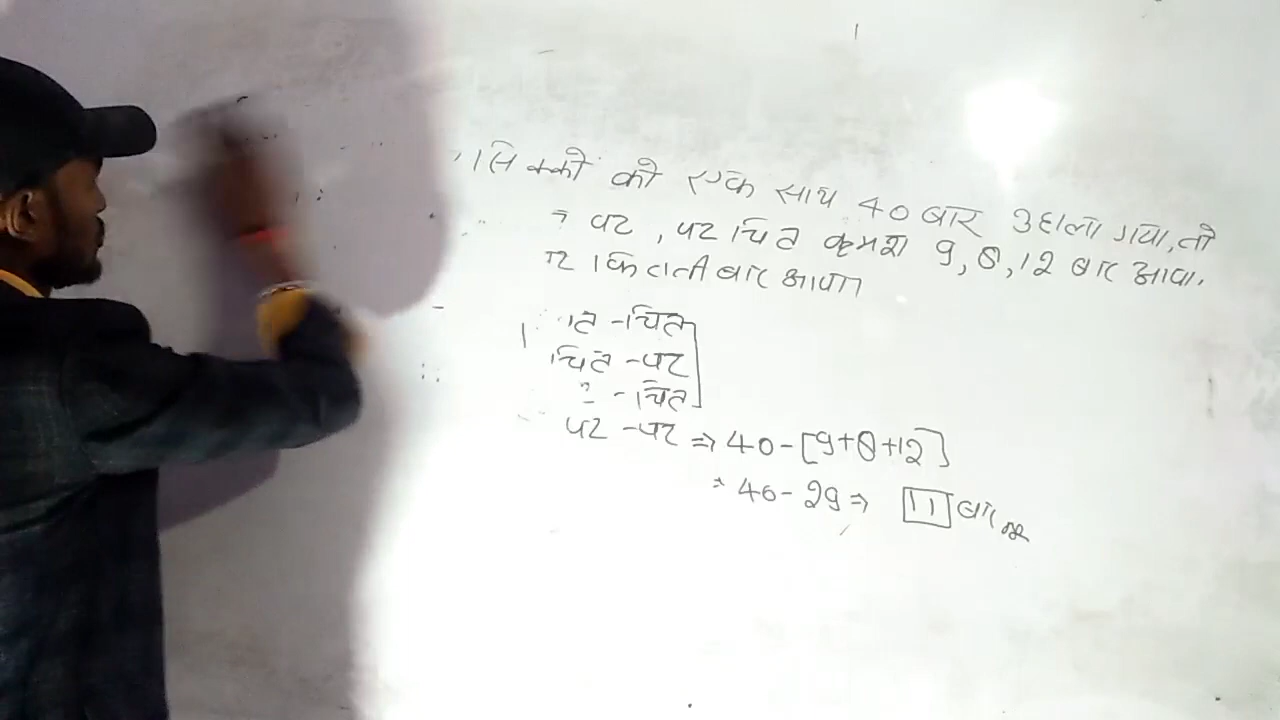 सिक्को को एक साथ 40 बार उछाला गया, तो
पट, पट चित क्रमश 9, 8, 12 बार आया.
कितनी बार आया।
त - चित
चित - पट
- चित
पट - पट ⇒ 40 - [9+8+12]
40 - 29 ⇒ 11 बार